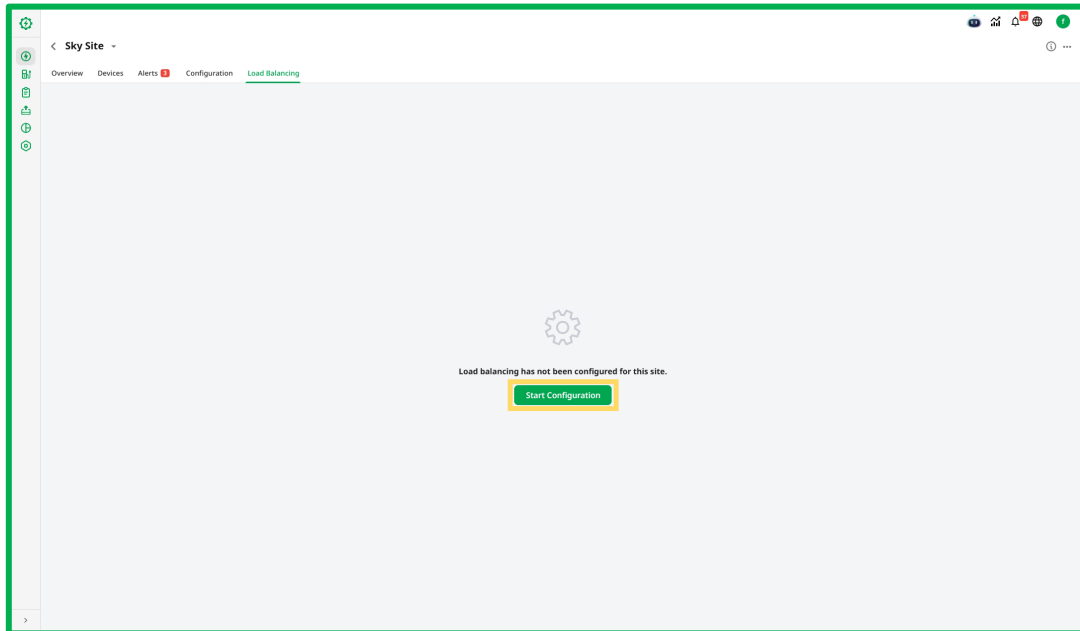 37
f
Sky Site
Overview Devices Alerts 3 Configuration Load Balancing
Load balancing has not been configured for this site.
Start Configuration